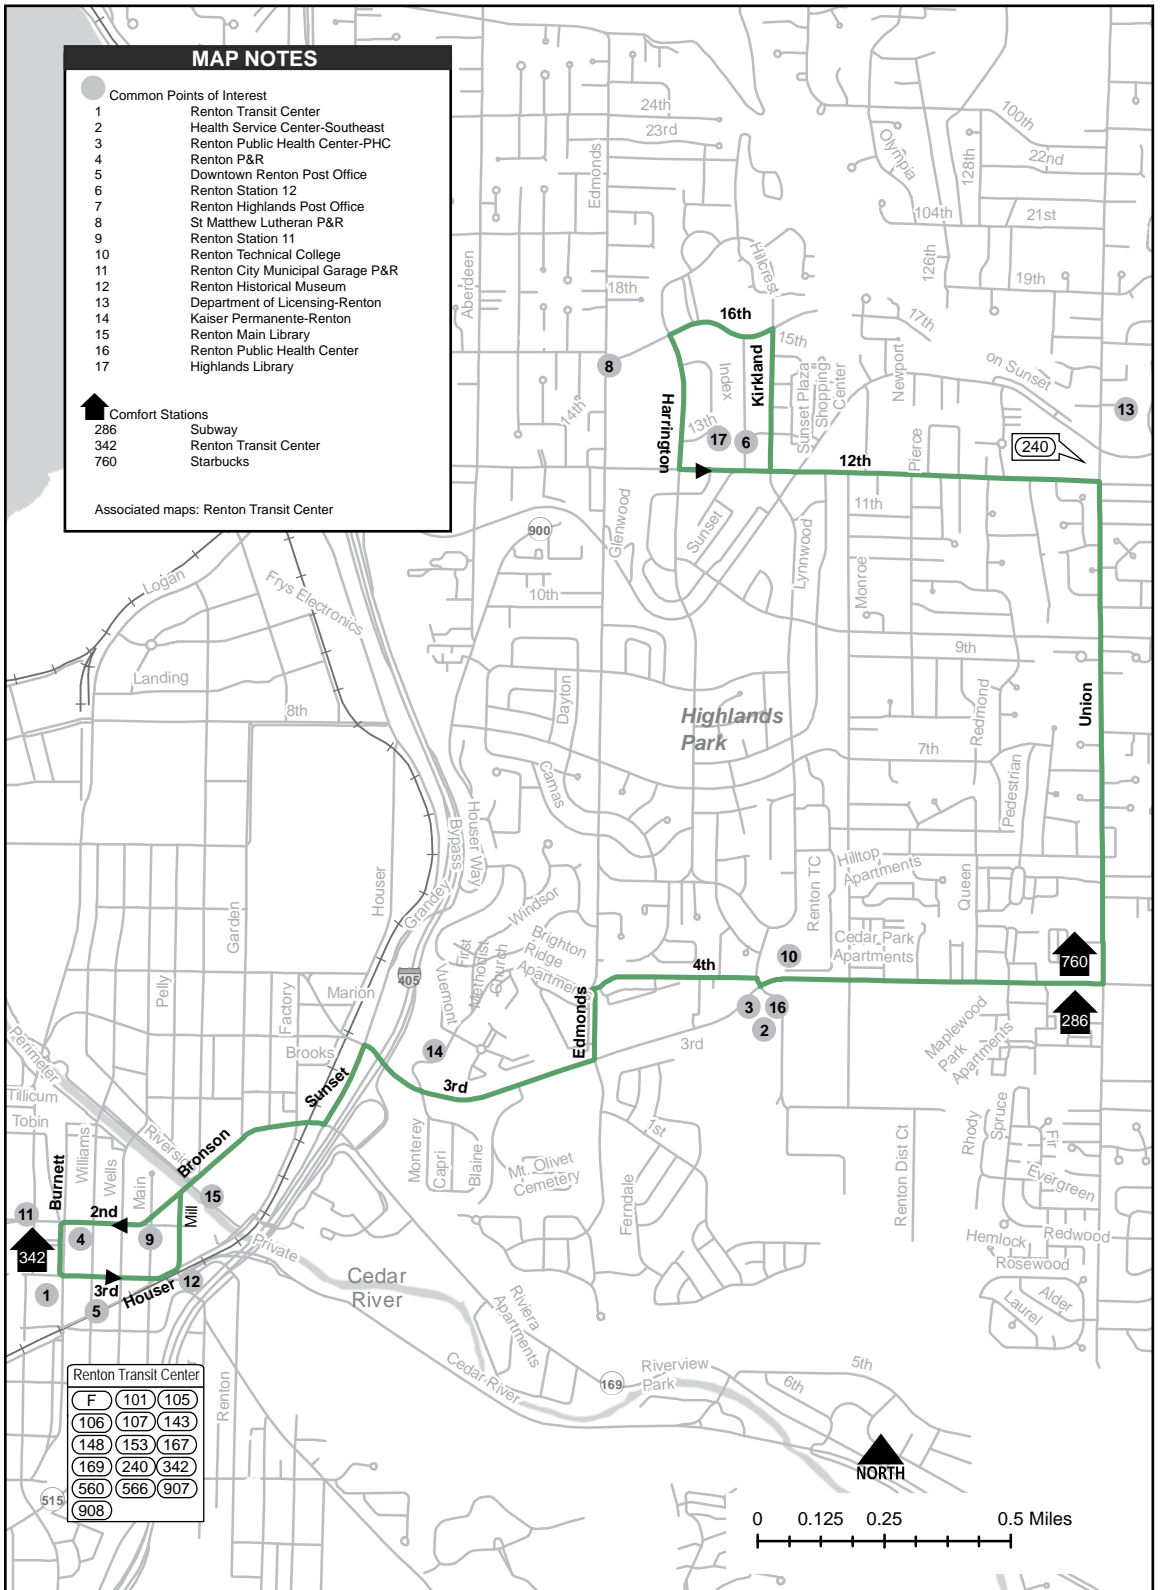 MAP NOTES
Common Points of Interest
1 Renton Transit Center
2 Health Service Center-Southeast
3 Renton Public Health Center-PHC
4 Renton P&R
5 Downtown Renton Post Office
6 Renton Station 12
7 Renton Highlands Post Office
8 St Matthew Lutheran P&R
9 Renton Station 11
10 Renton Technical College
11 Renton City Municipal Garage P&R
12 Renton Historical Museum
13 Department of Licensing-Renton
14 Kaiser Permanente-Renton
15 Renton Main Library
16 Renton Public Health Center
17 Highlands Library
Comfort Stations
286 Subway
342 Renton Transit Center
760 Starbucks
Associated maps: Renton Transit Center
24th
23rd
Edmonds
100th
22nd
128th
Olympia
104th
21st
126th
19th
Aberdeen
18th
Hillcrest
17th
16th
15th
8
Index
Kirkland
Harrington
14th
13th
17
6
Sunset Plaza
Shopping
Center
Newport
on Sunset
13
240
Pierce
12th
11th
900
Glenwood
Sunset
Lynnwood
Monroe
Logan
Frys Electronics
10th
9th
Landing
8th
Dayton
Highlands
Park
Redmond
Union
7th
Camas
Pedestrian
Houser Way
Bypass
Grandey
Houser
Garden
Windsor
Hilltop
Apartments
Renton TC
Queen
Brighton
Ridge
Apartments
Cedar Park
Apartments
First
Methodist
Church
Vuemont
10
760
4th
405
Pelly
Factory
Marion
Brooks
3
16
2
286
Edmonds
3rd
Maplewood
Park
Apartments
14
3rd
Sunset
Perimeter
Tillicum
Tobin
Riverside
Bronson
Williams
Wells
Main
Burnett
Monterey
Capri
Blaine
1st
Mt. Olivet
Cemetery
Ferndale
Renton Dist Ct
Rhody
Spruce
Fir
Evergreen
Hemlock
Redwood
Rosewood
Alder
Laurel
15
11
2nd
Mill
4
9
342
Private
Cedar
River
12
3rd
Houser
1
5
Riviera
Apartments
Cedar River
169
Riverview
Park
5th
6th
Renton
Renton Transit Center
F 101 105
106 107 143
148 153 167
169 240 342
560 566 907
908
515
NORTH
0 0.125 0.25 0.5 Miles